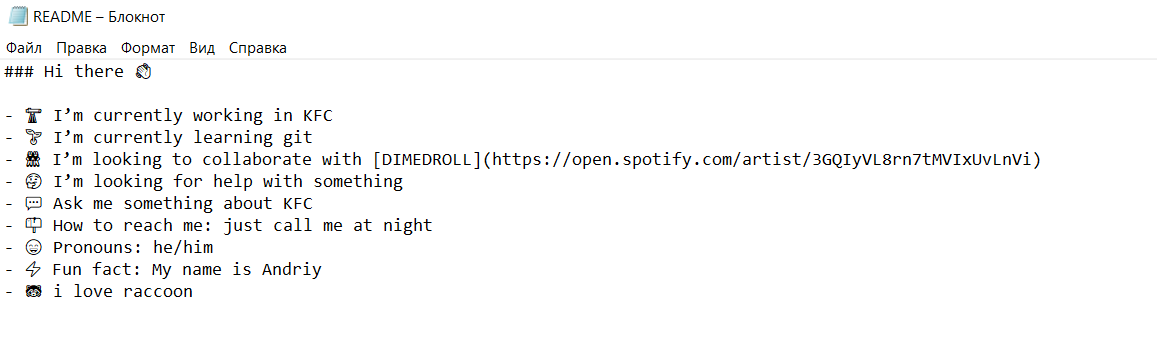 README – Блокнот
Файл Правка Формат Вид Справка
### Hi there 👋
- 🔭 I’m currently working in KFC
- 🌱 I’m currently learning git
- 👯 I’m looking to collaborate with [DIMEDROLL](https://open.spotify.com/artist/3GQIyVL8rn7tMVIxUvLnVi)
- 🤔 I’m looking for help with something
- 💬 Ask me something about KFC
- 📫 How to reach me: just call me at night
- 😄 Pronouns: he/him
- ⚡ Fun fact: My name is Andriy
- 🐻 i love raccoon